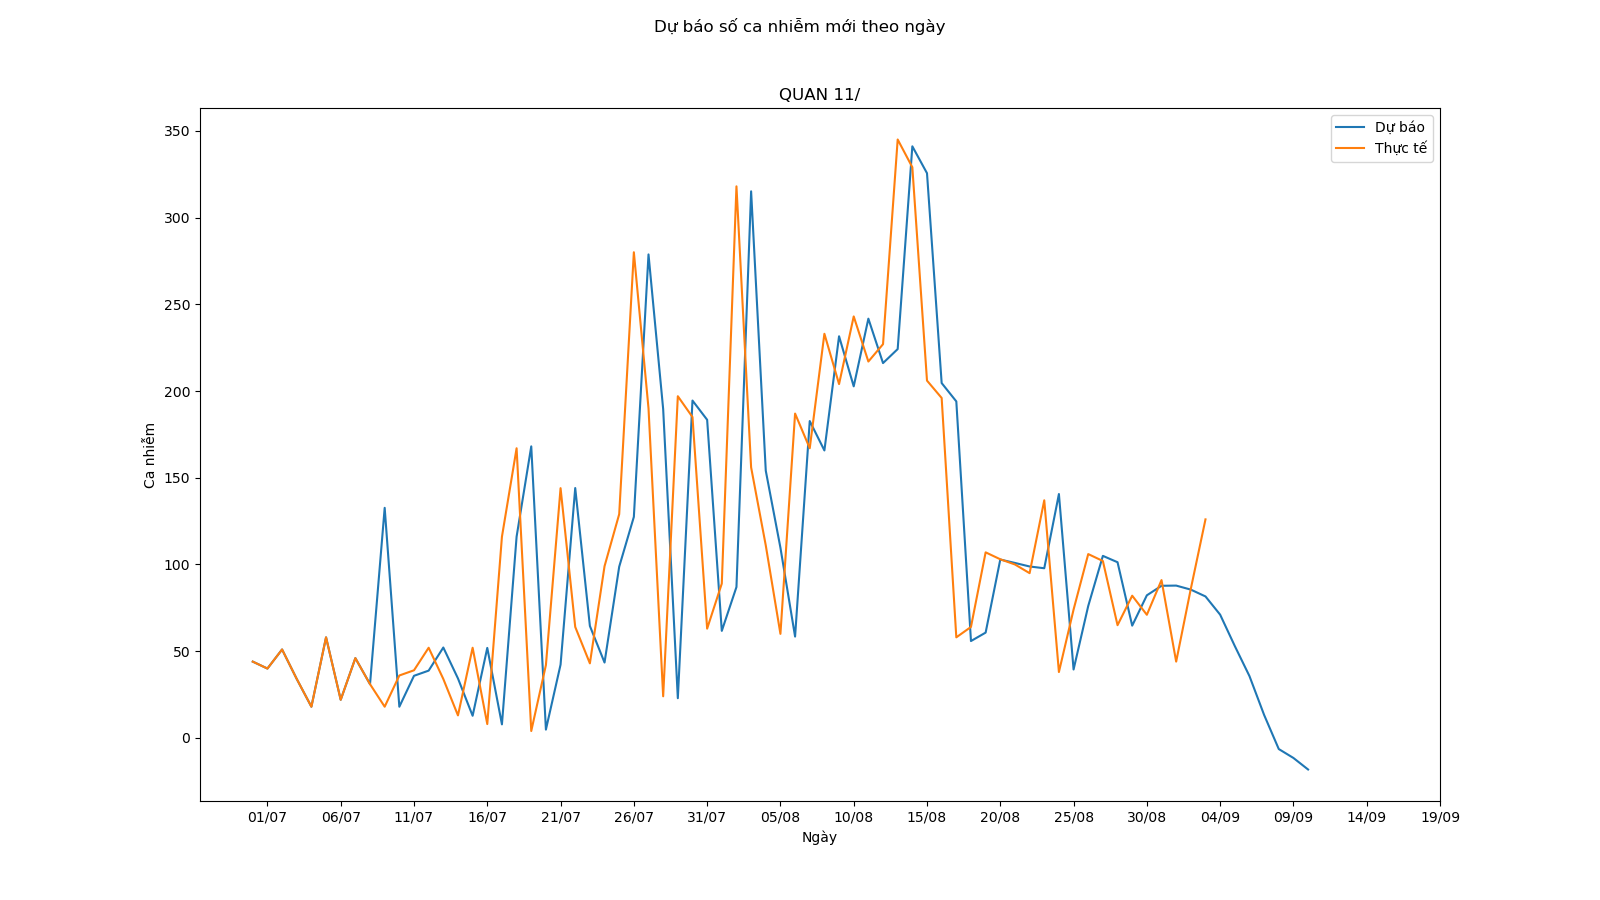 Dự báo số ca nhiễm mới theo ngày
QUAN 11/
Dự báo
Thực tế
350
300
250
200
150
100
50
0
Ca nhiễm
01/07 06/07 11/07 16/07 21/07 26/07 31/07 05/08 10/08 15/08 20/08 25/08 30/08 04/09 09/09 14/09 19/09
Ngày